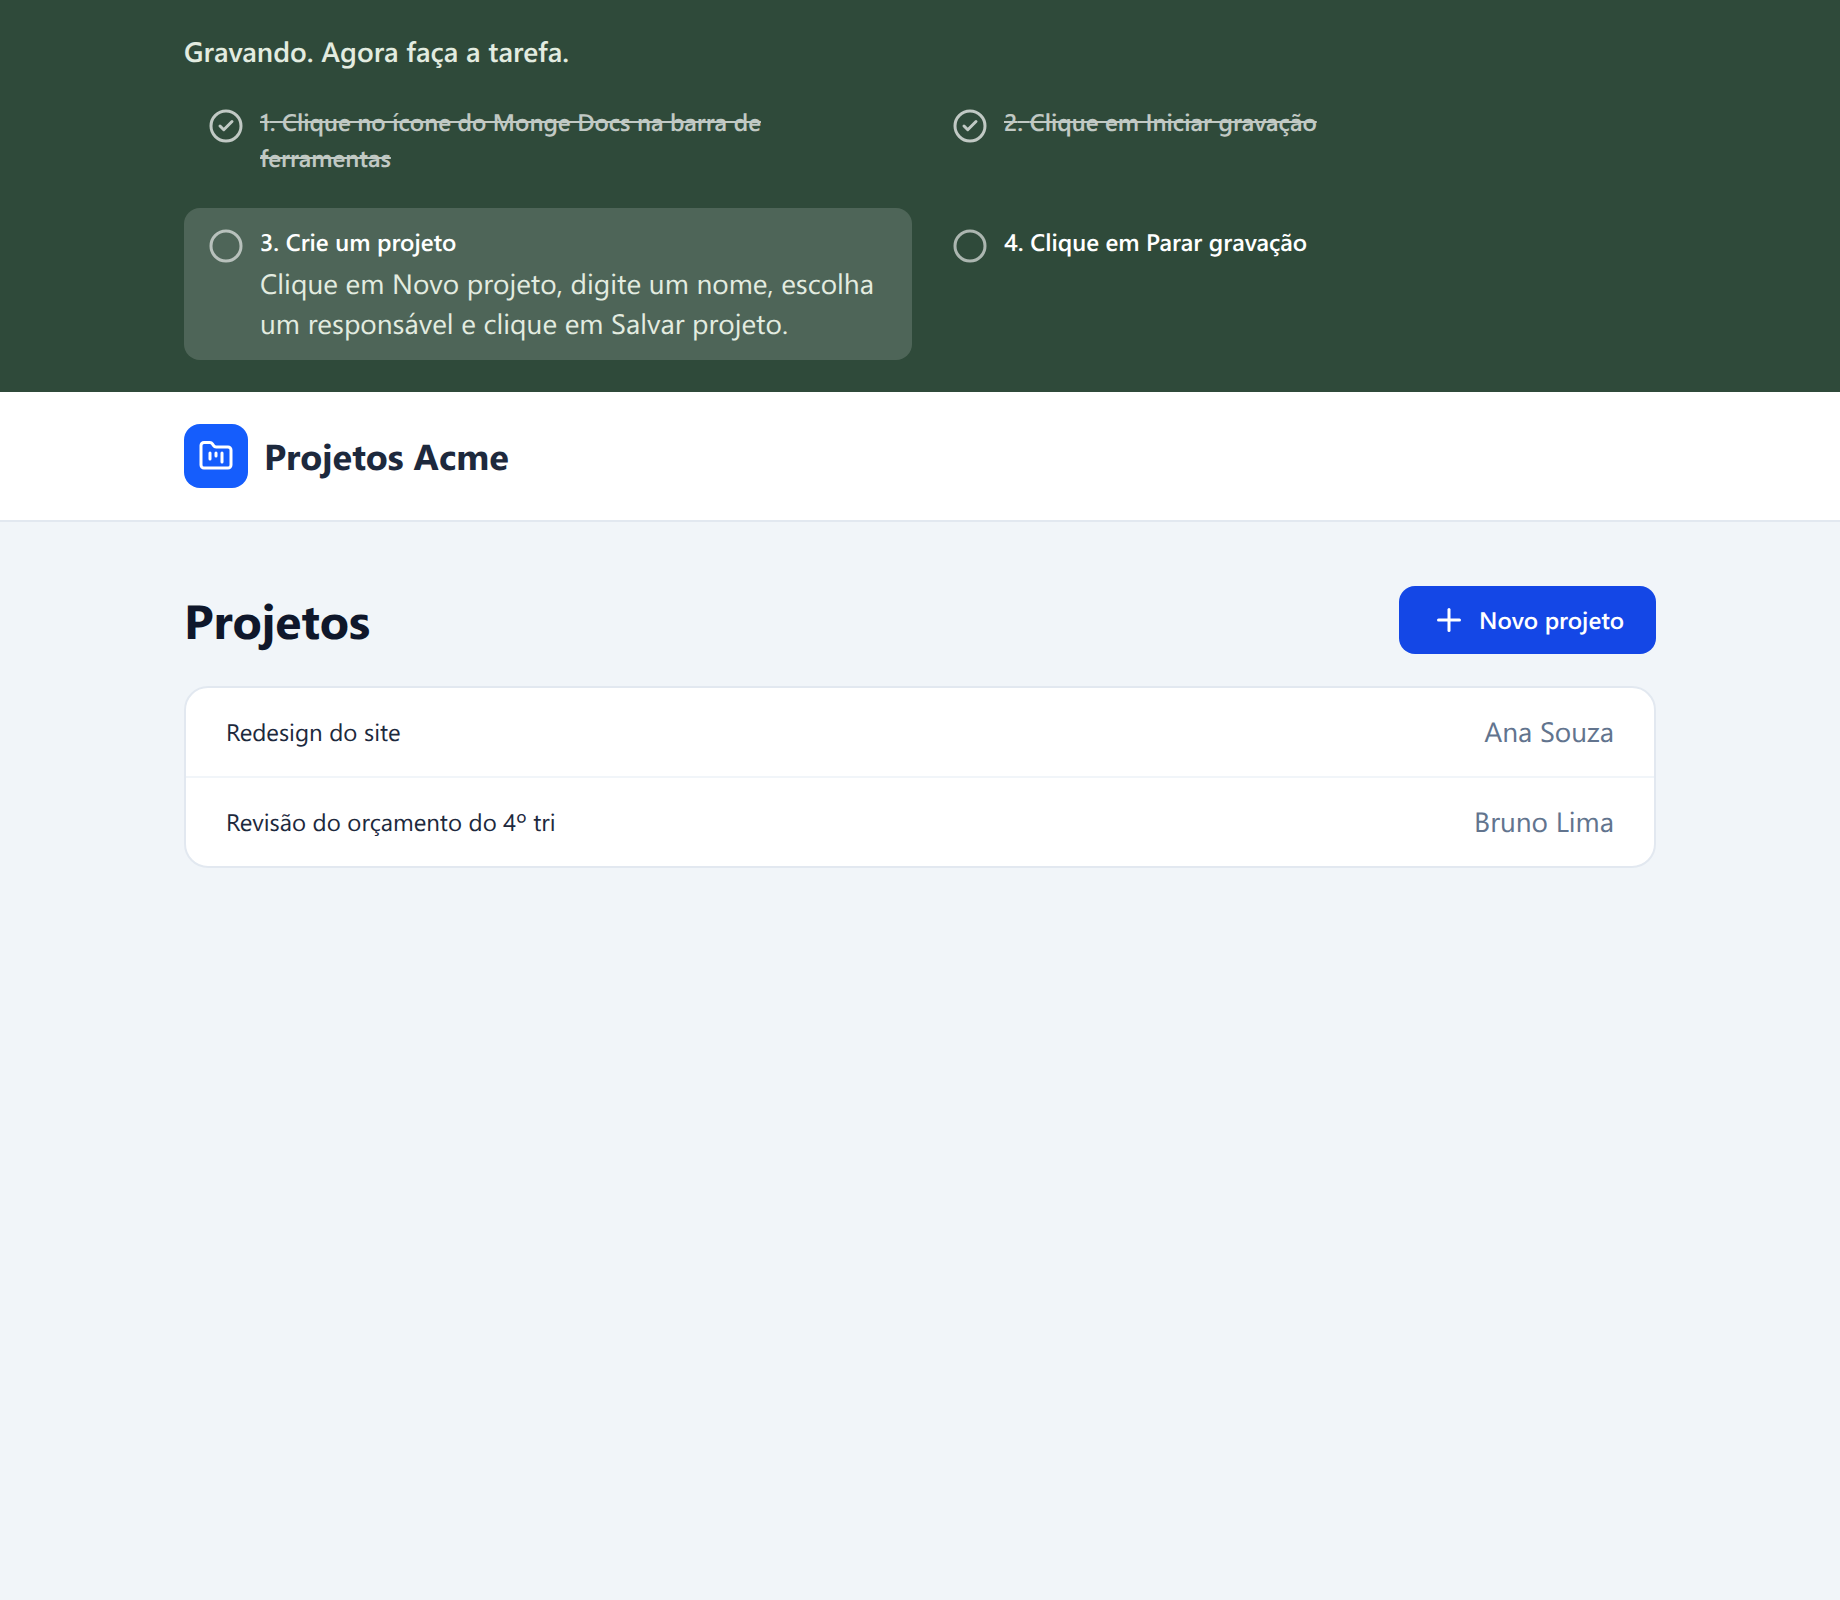 Gravando. Agora faça a tarefa.
1. Clique no ícone do Monge Docs na barra de
ferramentas
2. Clique em Iniciar gravação
3. Crie um projeto
Clique em Novo projeto, digite um nome, escolha
um responsável e clique em Salvar projeto.
4. Clique em Parar gravação
Projetos Acme
Projetos
Novo projeto
Redesign do site
Ana Souza
Revisão do orçamento do 4º tri
Bruno Lima